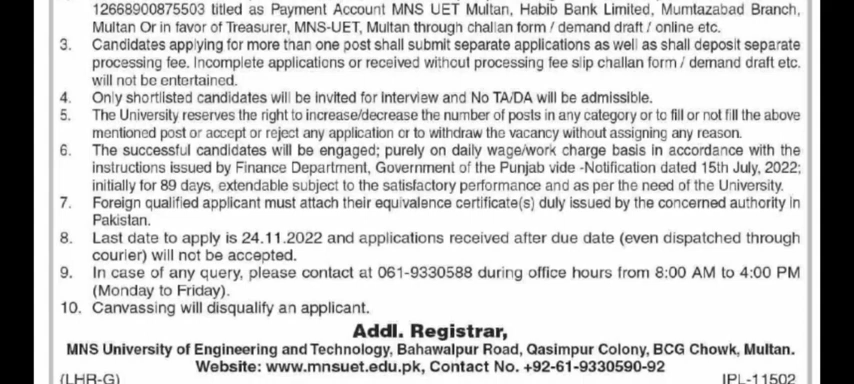 12668900875503 titled as Payment Account MNS UET Multan, Habib Bank Limited, Mumtazabad Branch,
Multan Or in favor of Treasurer, MNS-UET, Multan through challan form / demand draft / online etc.
3. Candidates applying for more than one post shall submit separate applications as well as shall deposit separate
processing fee. Incomplete applications or received without processing fee slip challan form / demand draft etc.
will not be entertained.
4. Only shortlisted candidates will be invited for interview and No TA/DA will be admissible.
5. The University reserves the right to increase/decrease the number of posts in any category or to fill or not fill the above
mentioned post or accept or reject any application or to withdraw the vacancy without assigning any reason.
6. The successful candidates will be engaged; purely on daily wage/work charge basis in accordance with the
instructions issued by Finance Department, Government of the Punjab vide -Notification dated 15th July, 2022;
initially for 89 days, extendable subject to the satisfactory performance and as per the need of the University.
7. Foreign qualified applicant must attach their equivalence certificate(s) duly issued by the concerned authority in
Pakistan.
8. Last date to apply is 24.11.2022 and applications received after due date (even dispatched through
courier) will not be accepted.
9. In case of any query, please contact at 061-9330588 during office hours from 8:00 AM to 4:00 PM
(Monday to Friday).
10. Canvassing will disqualify an applicant.
Addl. Registrar,
MNS University of Engineering and Technology, Bahawalpur Road, Qasimpur Colony, BCG Chowk, Multan.
Website: www.mnsuet.edu.pk, Contact No. +92-61-9330590-92
(LHR-G) IPL-11502